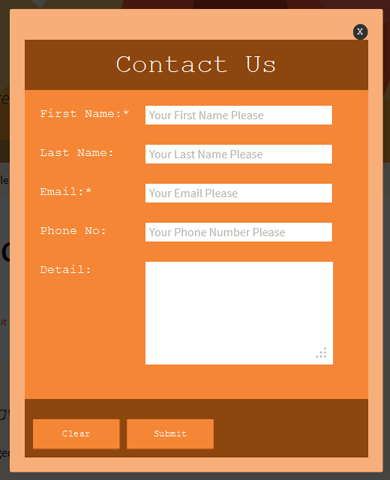 X
Contact Us
First Name:* Your First Name Please
Last Name: Your Last Name Please
Email:* Your Email Please
Phone No: Your Phone Number Please
Detail:
Clear Submit